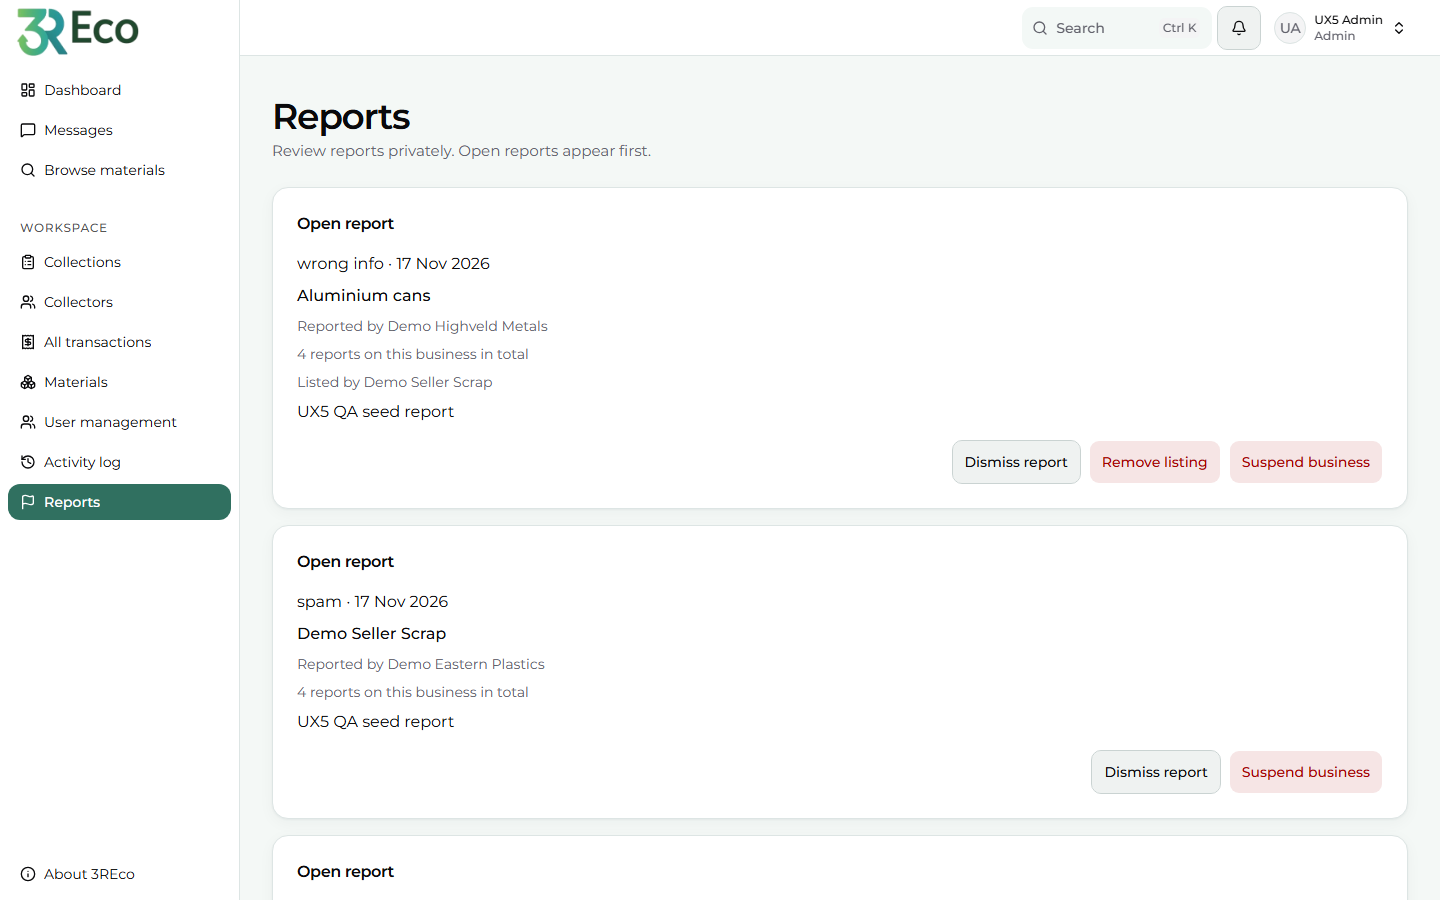 3R Eco
Dashboard
Messages
Browse materials
WORKSPACE
Collections
Collectors
All transactions
Materials
User management
Activity log
Reports
About 3REco
Search Ctrl K
UA
UX5 Admin
Admin
Reports
Review reports privately. Open reports appear first.
Open report
wrong info · 17 Nov 2026
Aluminium cans
Reported by Demo Highveld Metals
4 reports on this business in total
Listed by Demo Seller Scrap
UX5 QA seed report
Dismiss report Remove listing Suspend business
Open report
spam · 17 Nov 2026
Demo Seller Scrap
Reported by Demo Eastern Plastics
4 reports on this business in total
UX5 QA seed report
Dismiss report Suspend business
Open report